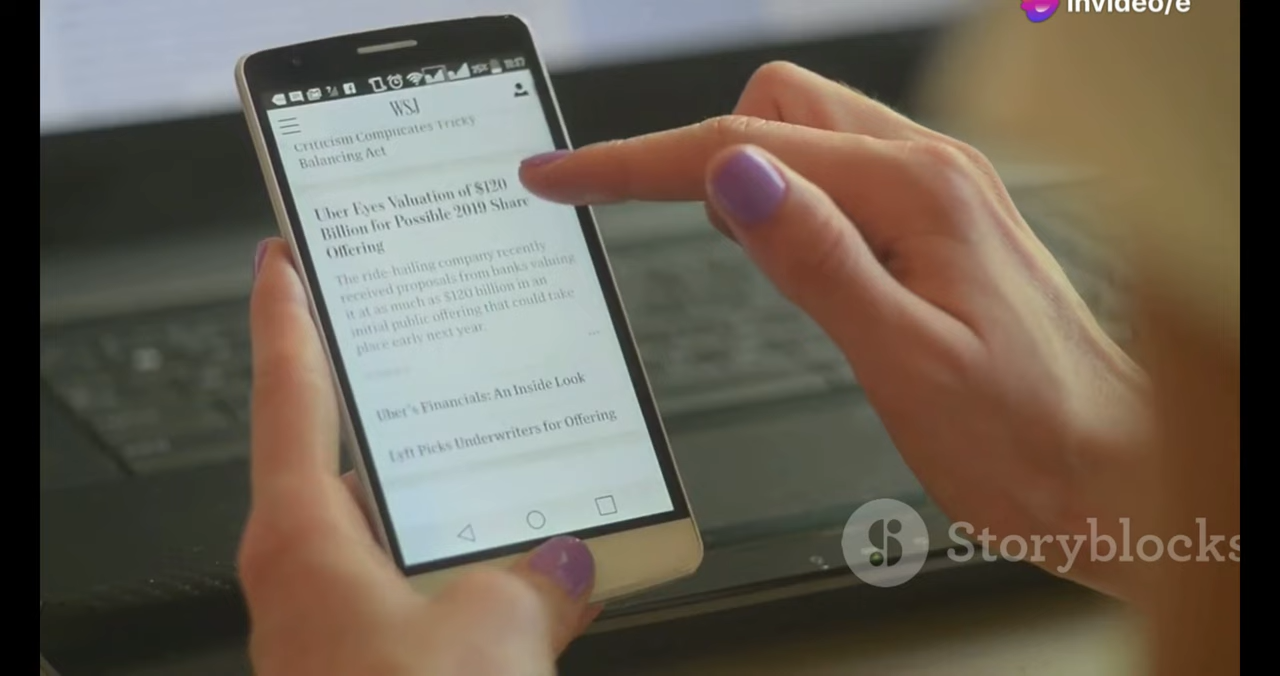 invideo/e
WSJ
Criticism Complicates Tricky
Balancing Act
Uber Eyes Valuation of $120
Billion for Possible 2019 Share
Offering
The ride-hailing company recently
received proposals from banks valuing
it at as much as $120 billion in an
initial public offering that could take
place early next year.
Uber's Financials: An Inside Look
Lyft Picks Underwriters for Offering
Storyblocks